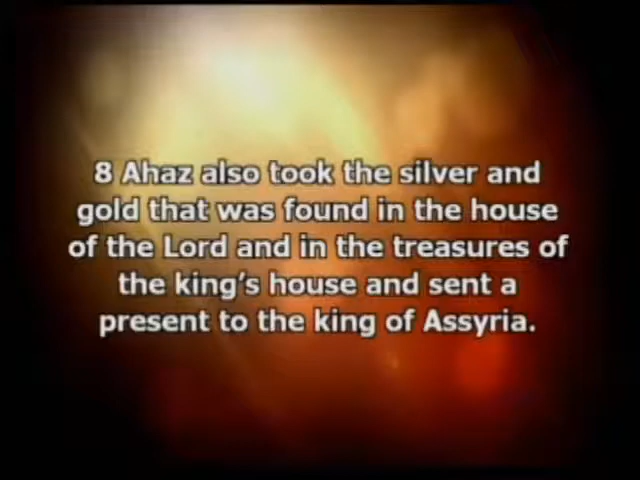 8 Ahaz also took the silver and
gold that was found in the house
of the Lord and in the treasures of
the king's house and sent a
present to the king of Assyria.